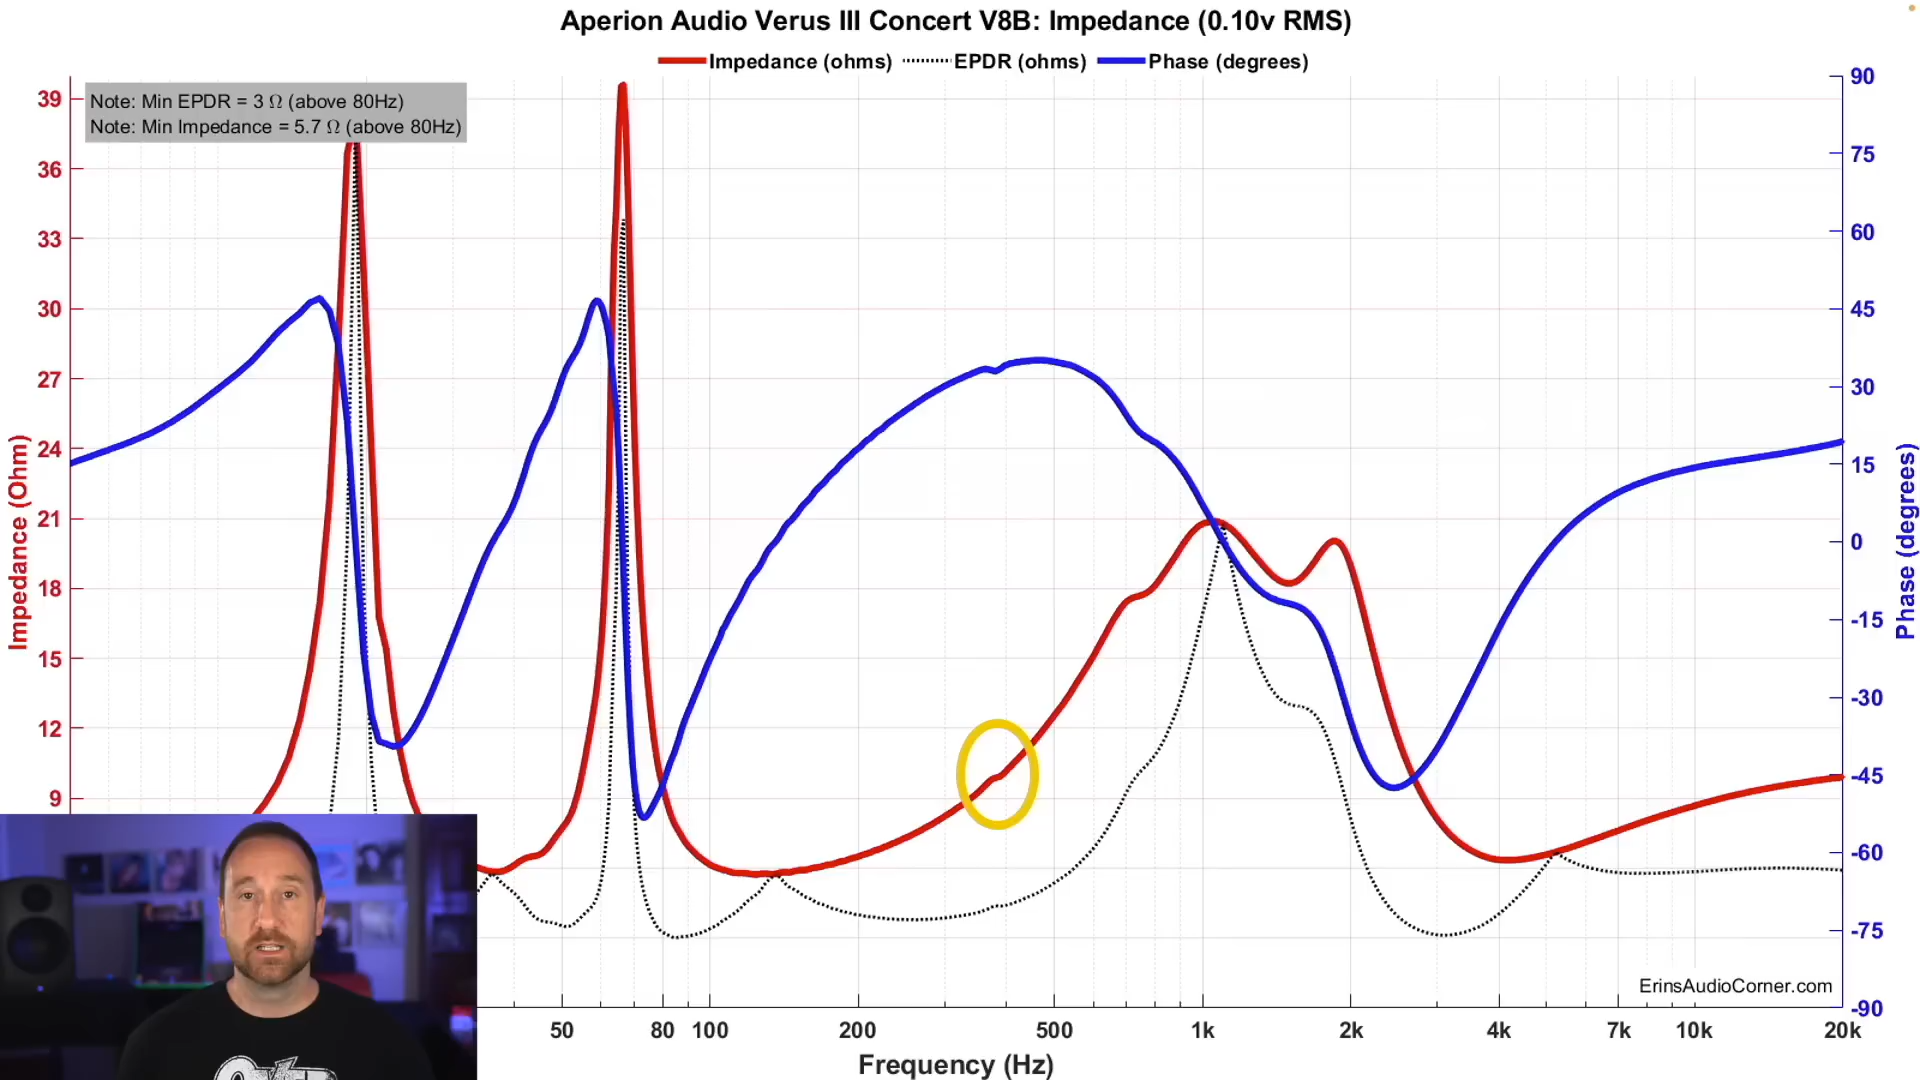 Aperion Audio Verus III Concert V8B: Impedance (0.10v RMS)
Impedance (ohms) EPDR (ohms) Phase (degrees)
Note: Min EPDR = 3 Ω (above 80Hz)
Note: Min Impedance = 5.7 Ω (above 80Hz)
Impedance (Ohm)
39
36
33
30
27
24
21
18
15
12
9
90
75
60
45
30
15
0
-15
-30
-45
-60
-75
-90
Phase (degrees)
ErinsAudioCorner.com
50 80 100 200 500 1k 2k 4k 7k 10k 20k
Frequency (Hz)